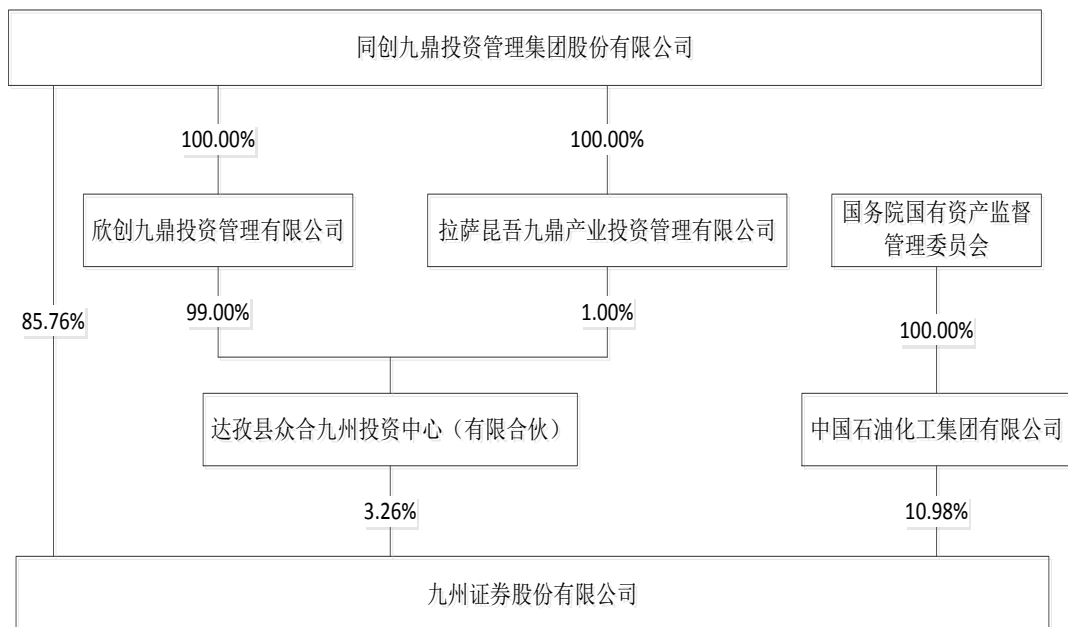 同创九鼎投资管理集团股份有限公司
100.00%
100.00%
欣创九鼎投资管理有限公司
拉萨昆吾九鼎产业投资管理有限公司
国务院国有资产监督
管理委员会
85.76%
99.00%
1.00%
100.00%
达孜县众合九州投资中心（有限合伙）
中国石油化工集团有限公司
3.26%
10.98%
九州证券股份有限公司